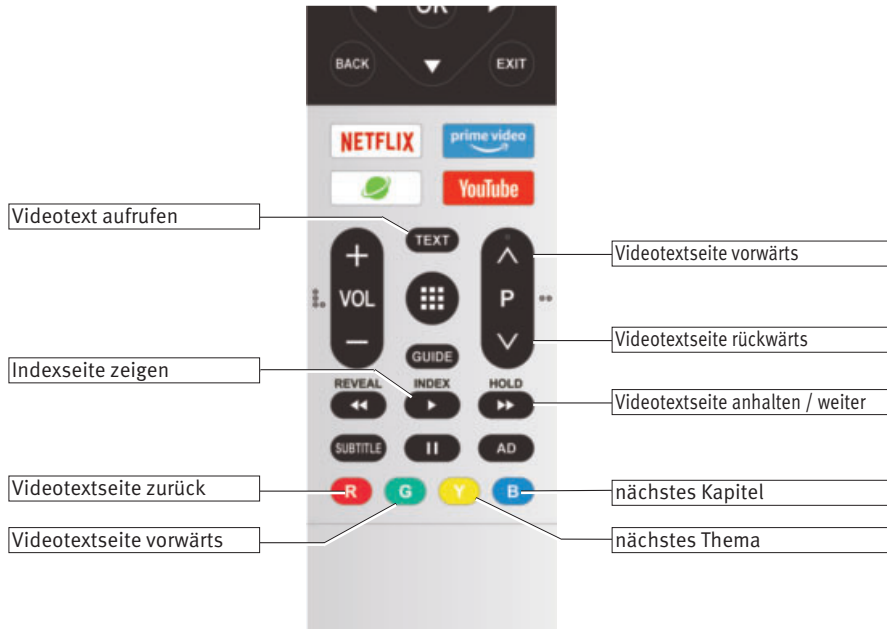 OK
BACK
EXIT
NETFLIX
prime video
YouTube
Videotext aufrufen
TEXT
+
VOL
−
P
Videotextseite vorwärts
Videotextseite rückwärts
GUIDE
Indexseite zeigen
REVEAL INDEX HOLD
Videotextseite anhalten / weiter
SUBTITLE
AD
Videotextseite zurück
R G Y B
nächstes Kapitel
Videotextseite vorwärts
nächstes Thema